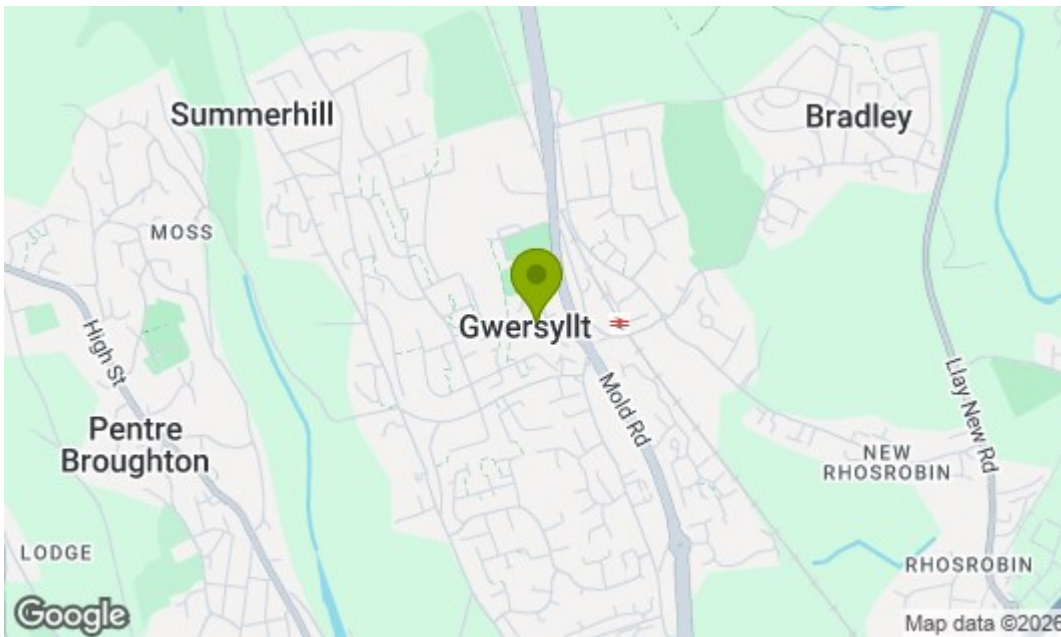 Summerhill
Bradley
MOSS
High St
Gwersyllt
Mold Rd
Llay New Rd
Pentre
Broughton
NEW
RHOSROBIN
LODGE
RHOSROBIN
Google
Map data ©2026